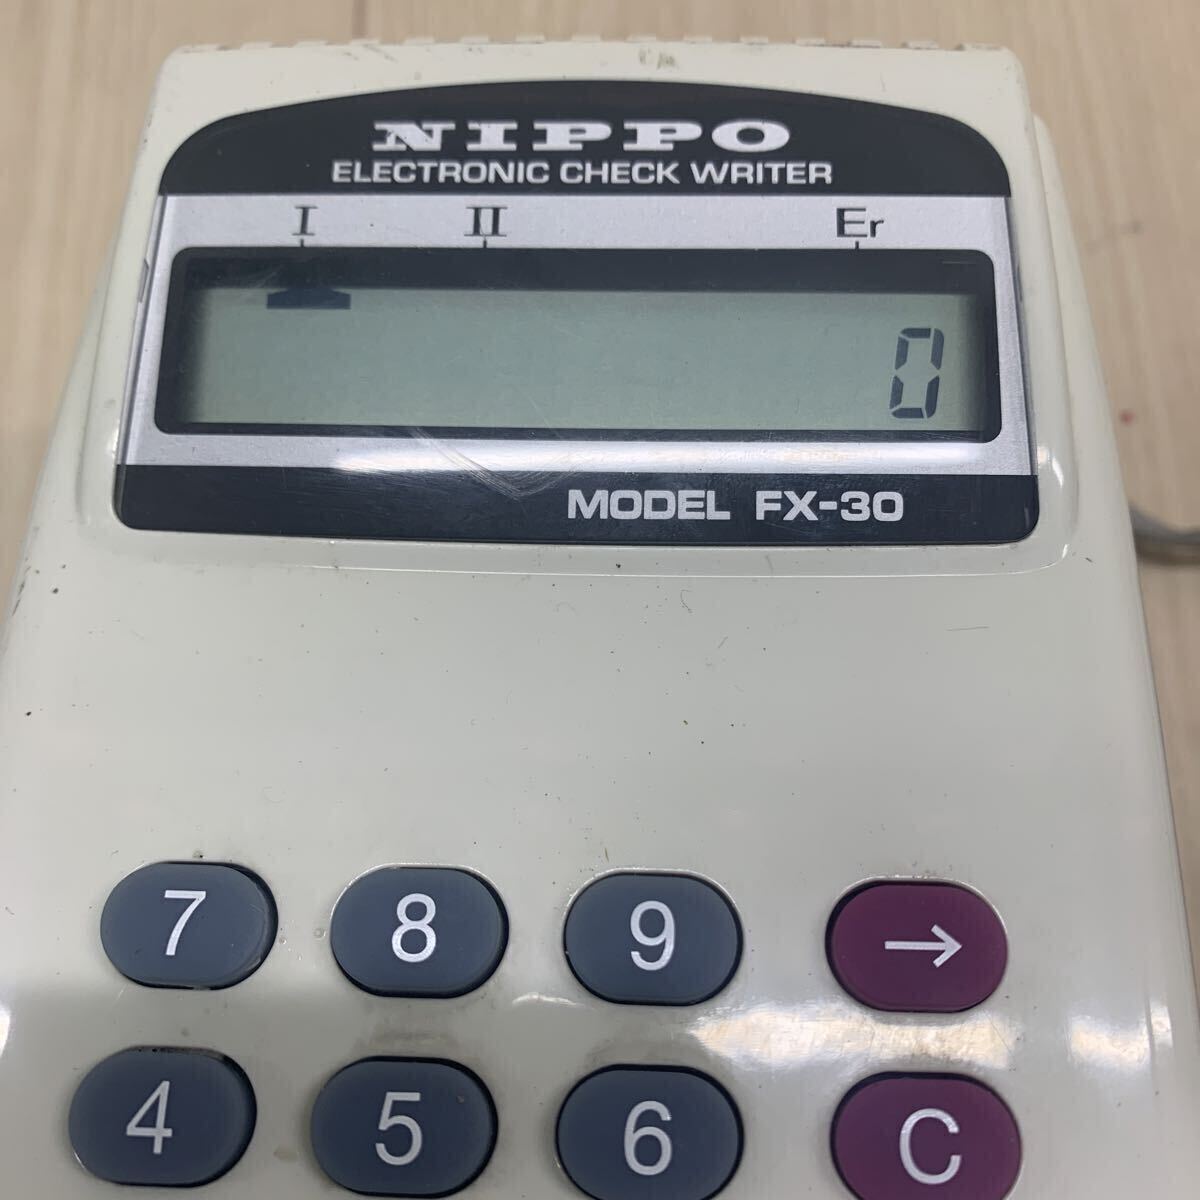 NIPPO
ELECTRONIC CHECK WRITER
I II Er
0
MODEL FX-30
7 8 9 →
4 5 6 C